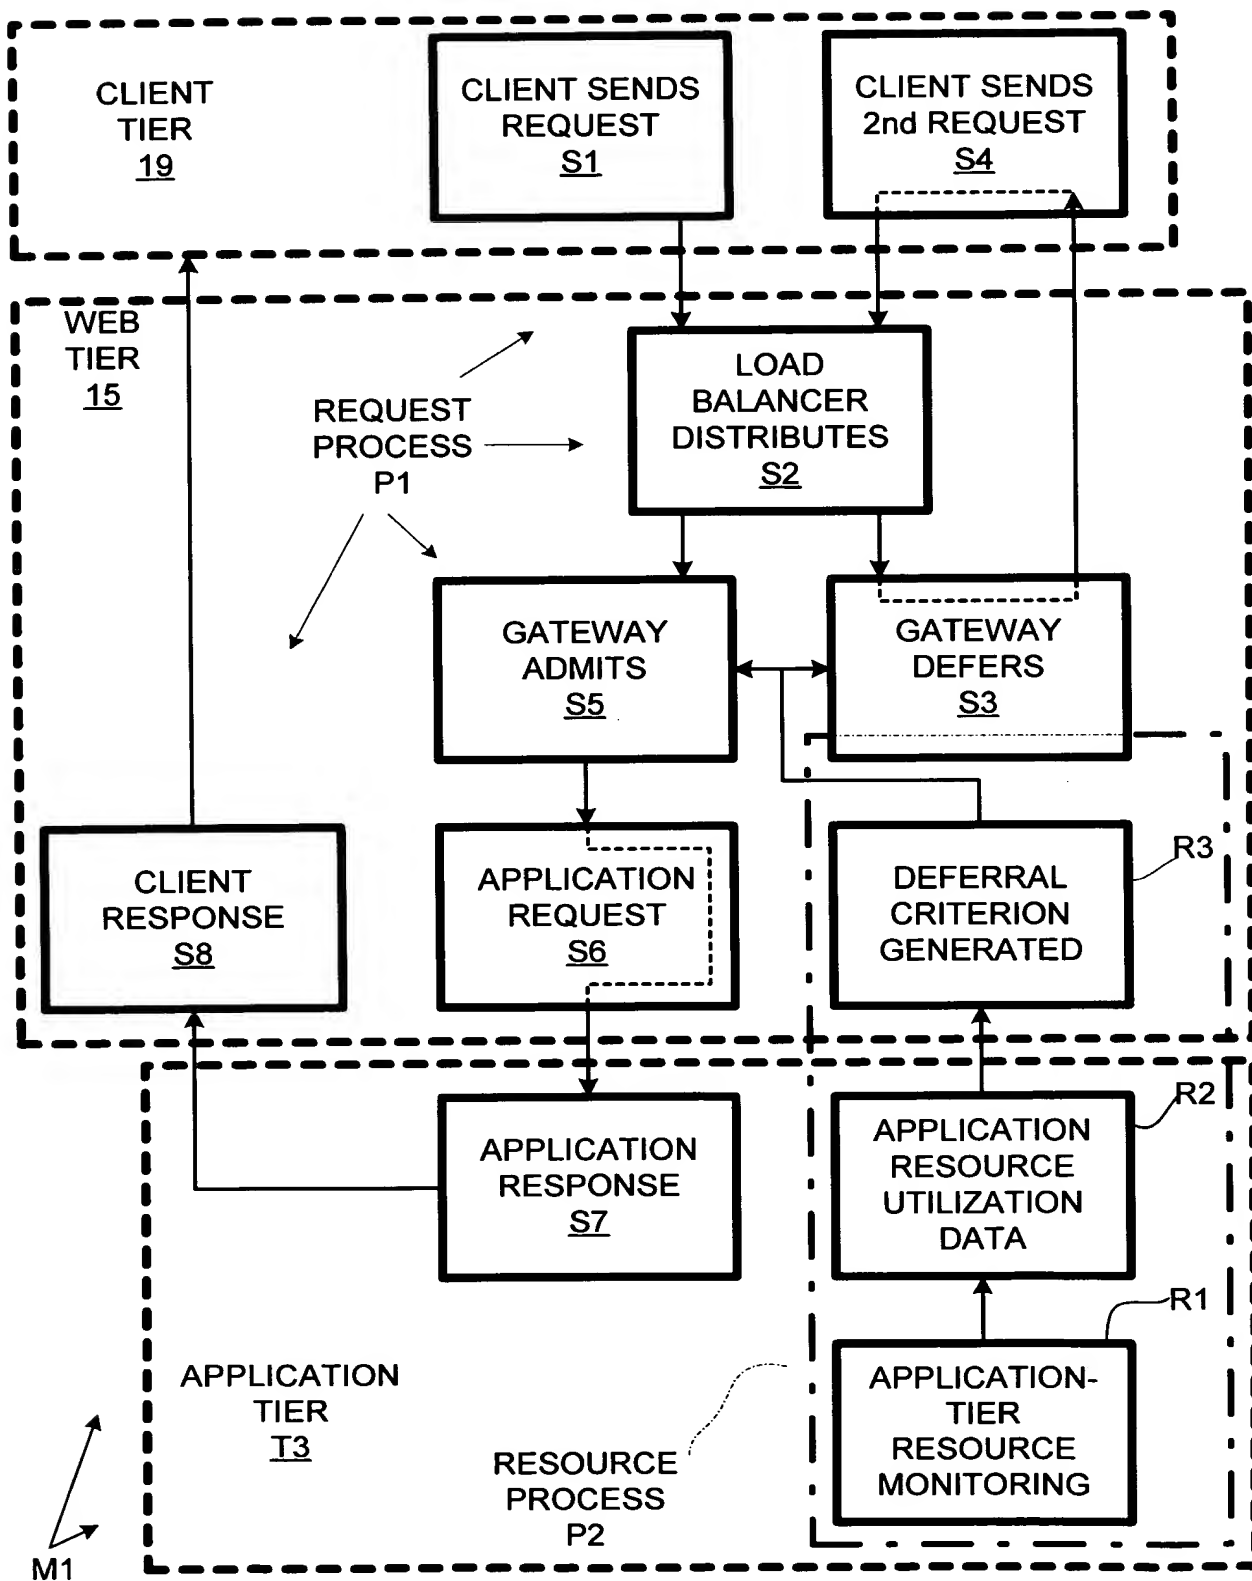 CLIENT
TIER
19
CLIENT SENDS
REQUEST
S1
CLIENT SENDS
2nd REQUEST
S4
WEB
TIER
15
REQUEST
PROCESS
P1
LOAD
BALANCER
DISTRIBUTES
S2
GATEWAY
ADMITS
S5
GATEWAY
DEFERS
S3
CLIENT
RESPONSE
S8
APPLICATION
REQUEST
S6
DEFERRAL
CRITERION
GENERATED
R3
APPLICATION
RESPONSE
S7
APPLICATION
RESOURCE
UTILIZATION
DATA
R2
APPLICATION
TIER
T3
RESOURCE
PROCESS
P2
APPLICATION-
TIER
RESOURCE
MONITORING
R1
M1